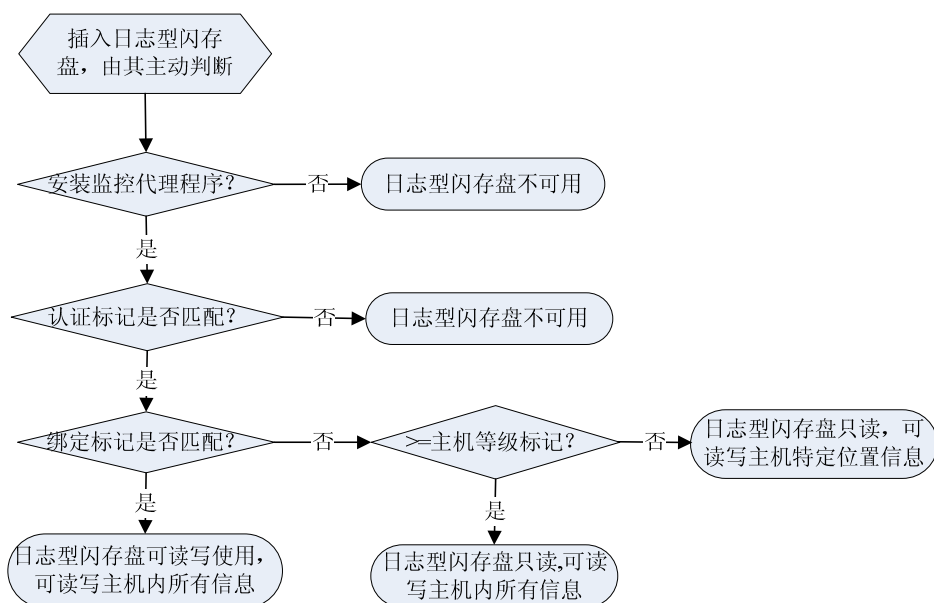 插入日志型闪存
盘，由其主动判断
安装监控代理程序？
否
日志型闪存盘不可用
是
认证标记是否匹配？
否
日志型闪存盘不可用
是
绑定标记是否匹配？
否
>=主机等级标记？
否
日志型闪存盘只读，可
读写主机特定位置信息
是
是
日志型闪存盘可读写使用，
可读写主机内所有信息
日志型闪存盘只读,可读
写主机内所有信息